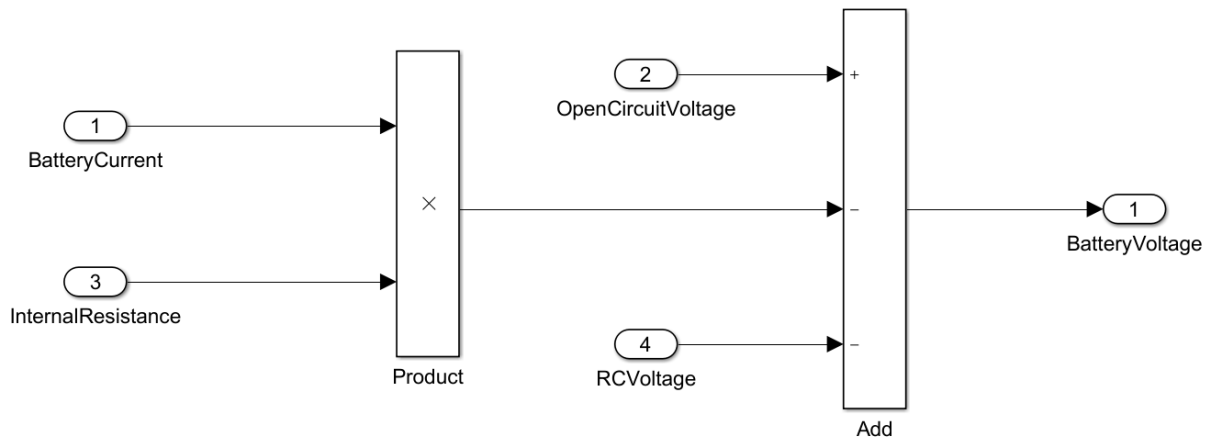 1
BatteryCurrent
3
InternalResistance
×
Product
2
OpenCircuitVoltage
4
RCVoltage
+
−
−
Add
1
BatteryVoltage